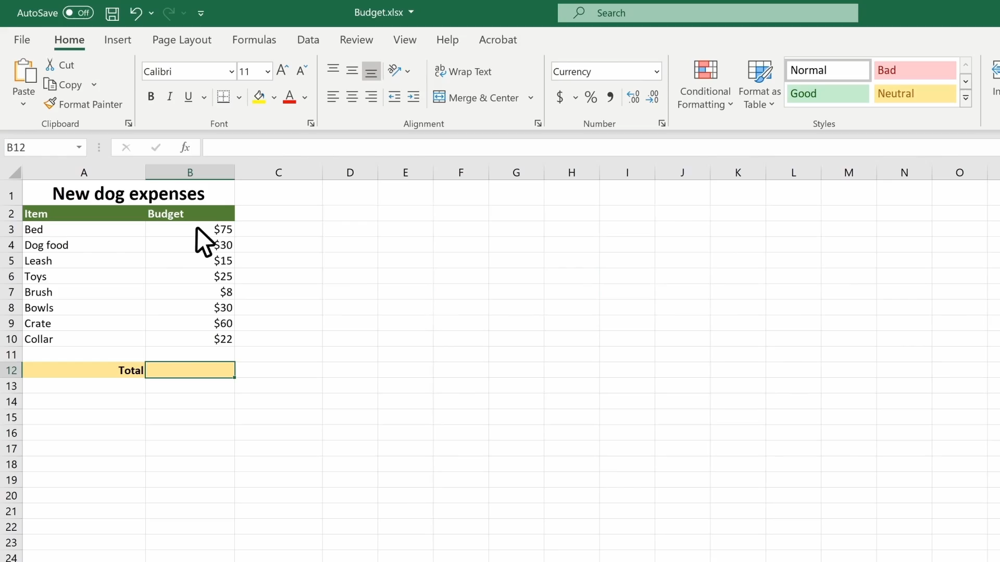 AutoSave Off Budget.xlsx Search
File Home Insert Page Layout Formulas Data Review View Help Acrobat
Paste
Cut
Copy
Format Painter
Clipboard
Calibri 11 A A
B I U A
Font
ab Wrap Text
Merge & Center
Alignment
Currency
$ % , .00 .00
Number
Conditional Formatting
Format as Table
Normal Bad
Good Neutral
Styles
B12 fx
A B C D E F G H I J K L M N O
1 New dog expenses
2 Item Budget
3 Bed $75
4 Dog food $30
5 Leash $15
6 Toys $25
7 Brush $8
8 Bowls $30
9 Crate $60
10 Collar $22
11
12 Total
13
14
15
16
17
18
19
20
21
22
23
24